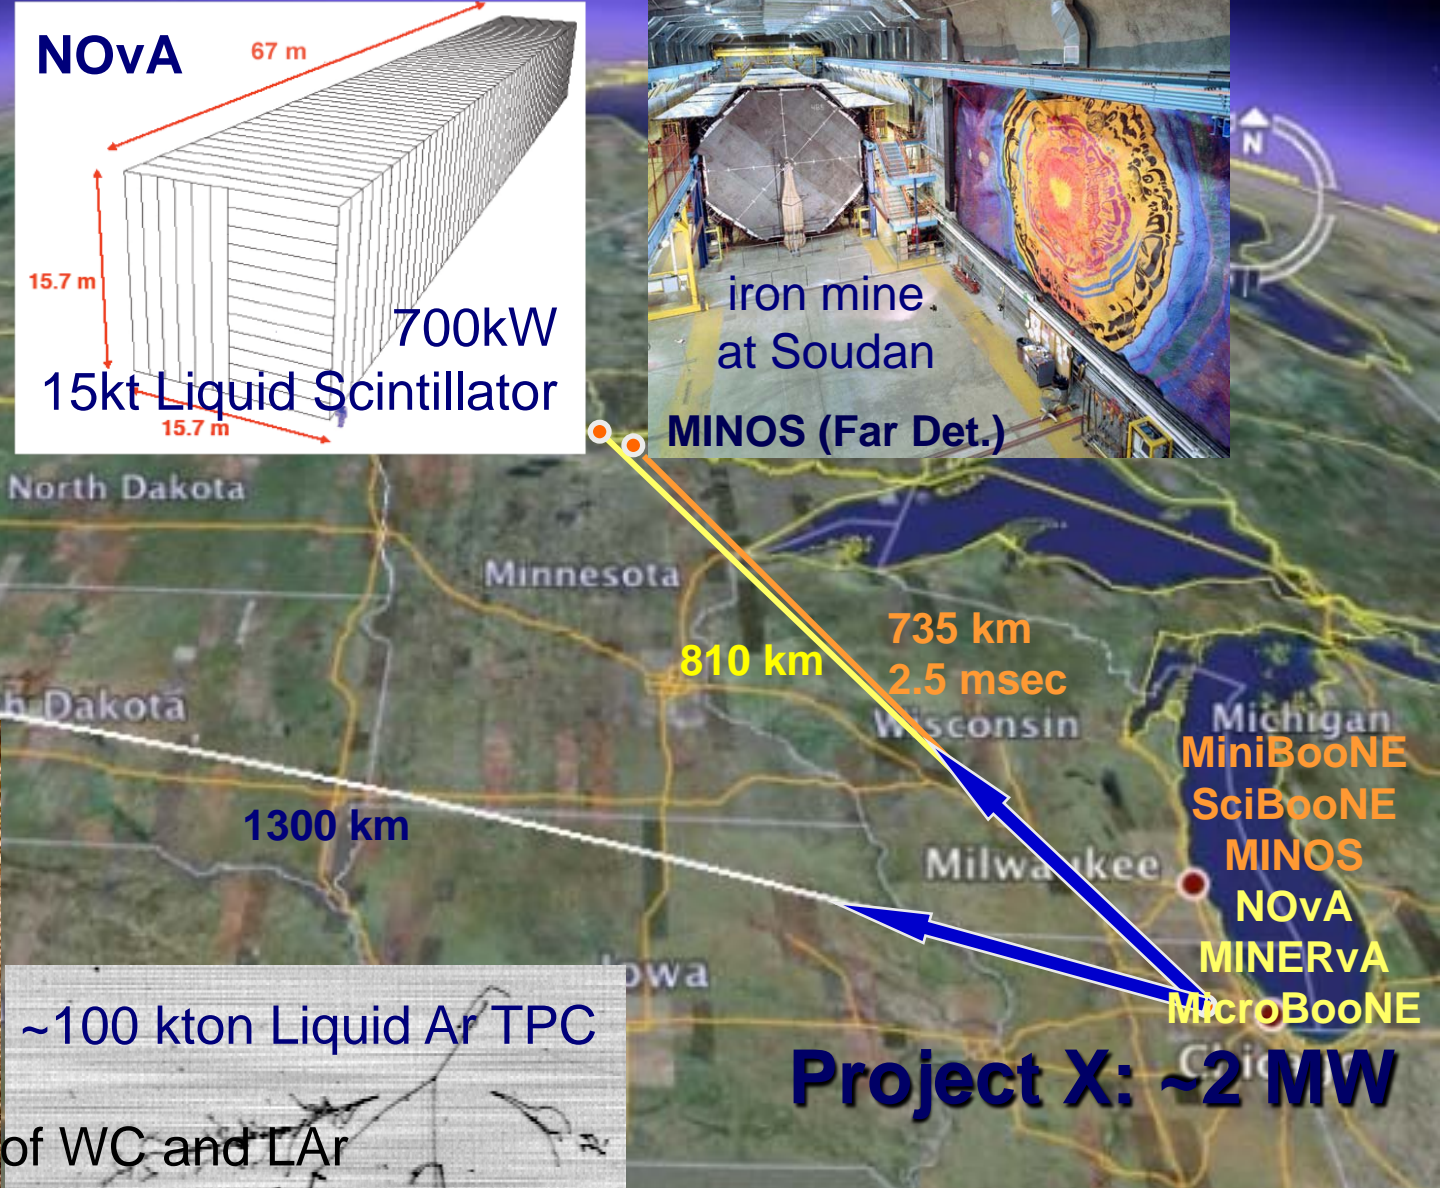 NOvA
67 m
15.7 m
700kW
15kt Liquid Scintillator
15.7 m
iron mine
at Soudan
MINOS (Far Det.)
N
North Dakota
Minnesota
735 km
2.5 msec
810 km
Wisconsin
h Dakota
Michigan
MiniBooNE
SciBooNE
MINOS
NOvA
MINERvA
MicroBooNE
1300 km
Milwaukee
Iowa
~100 kton Liquid Ar TPC
of WC and LAr
Project X: ~2 MW
Chicago